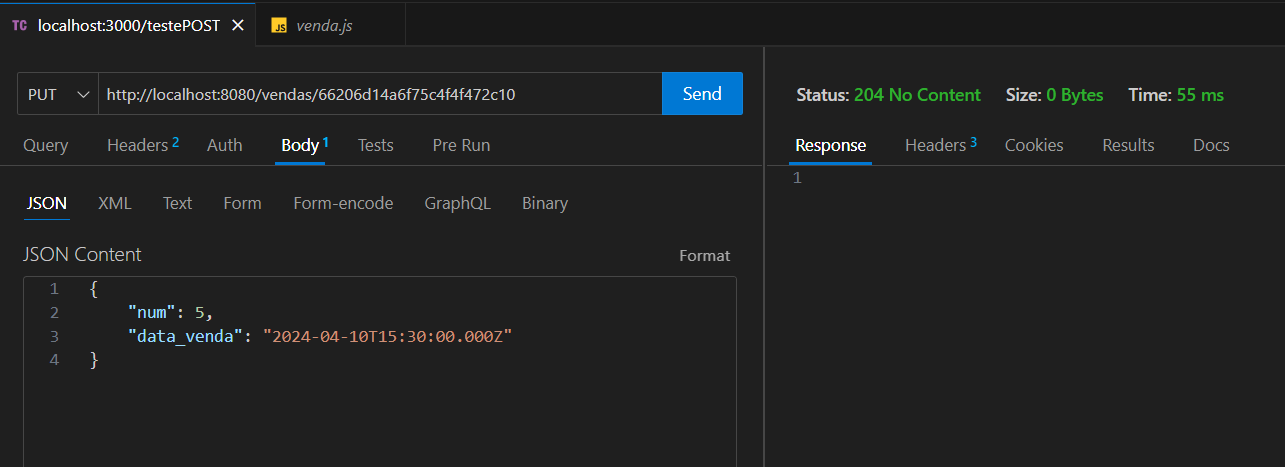 TC localhost:3000/testePOST ✕ JS venda.js
PUT http://localhost:8080/vendas/66206d14a6f75c4f4f472c10 Send
Status: 204 No Content Size: 0 Bytes Time: 55 ms
Query Headers 2 Auth Body 1 Tests Pre Run
Response Headers 3 Cookies Results Docs
1
JSON XML Text Form Form-encode GraphQL Binary
JSON Content Format
1 {
2 "num": 5,
3 "data_venda": "2024-04-10T15:30:00.000Z"
4 }